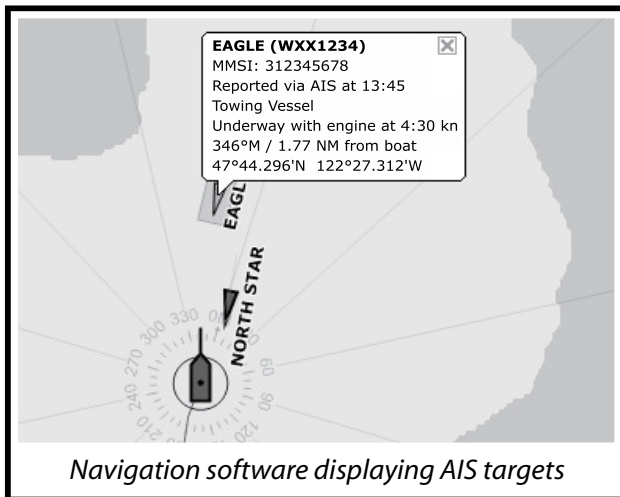 EAGLE (WXX1234)
MMSI: 312345678
Reported via AIS at 13:45
Towing Vessel
Underway with engine at 4:30 kn
346°M / 1.77 NM from boat
47°44.296'N 122°27.312'W
EAGLE
NORTH STAR
330
300
270
240
210
60
90
120
Navigation software displaying AIS targets